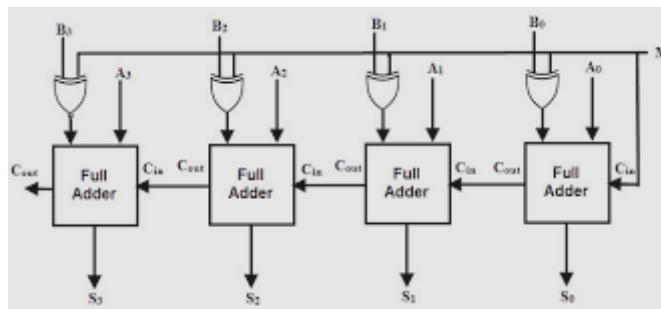 B3 B2 B1 B0
M
A3 A2 A1 A0
Cout Full Adder Cin Cout Full Adder Cin Cout Full Adder Cin Cout Full Adder Cin
S3 S2 S1 S0